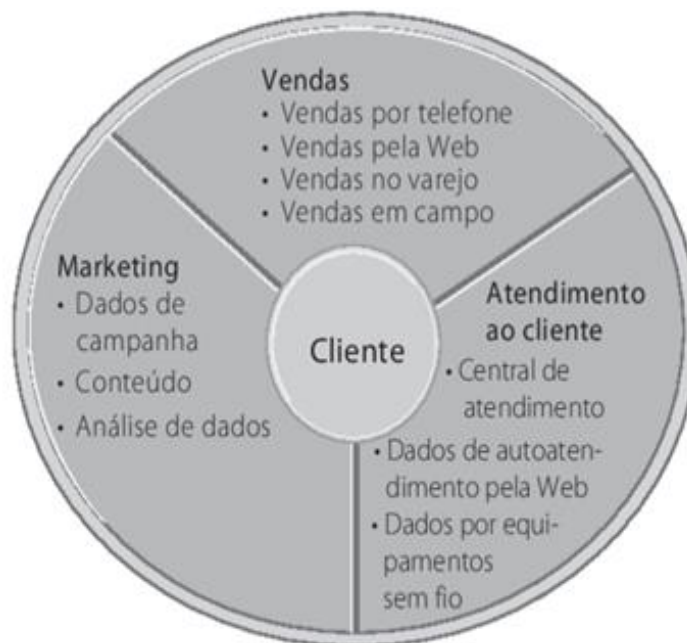 Vendas
• Vendas por telefone
• Vendas pela Web
• Vendas no varejo
• Vendas em campo
Marketing
• Dados de
campanha
• Conteúdo
• Análise de dados
Cliente
Atendimento
ao cliente
• Central de
atendimento
• Dados de autoaten-
dimento pela Web
• Dados por equi-
pamentos
sem fio